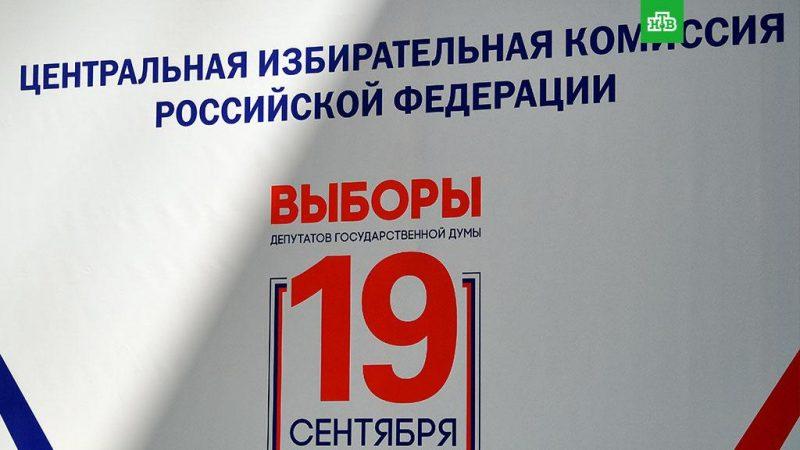 НТВ
ЦЕНТРАЛЬНАЯ ИЗБИРАТЕЛЬНАЯ КОМИССИЯ
РОССИЙСКОЙ ФЕДЕРАЦИИ
ВЫБОРЫ
ДЕПУТАТОВ ГОСУДАРСТВЕННОЙ ДУМЫ
19
СЕНТЯБРЯ